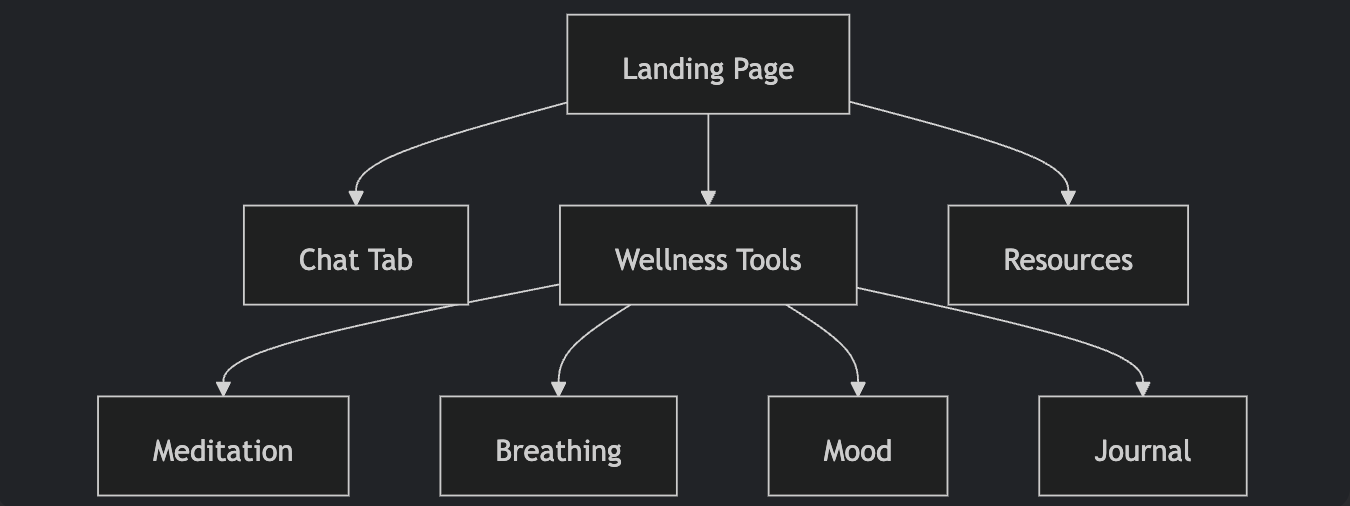 Landing Page
Chat Tab
Wellness Tools
Resources
Meditation
Breathing
Mood
Journal